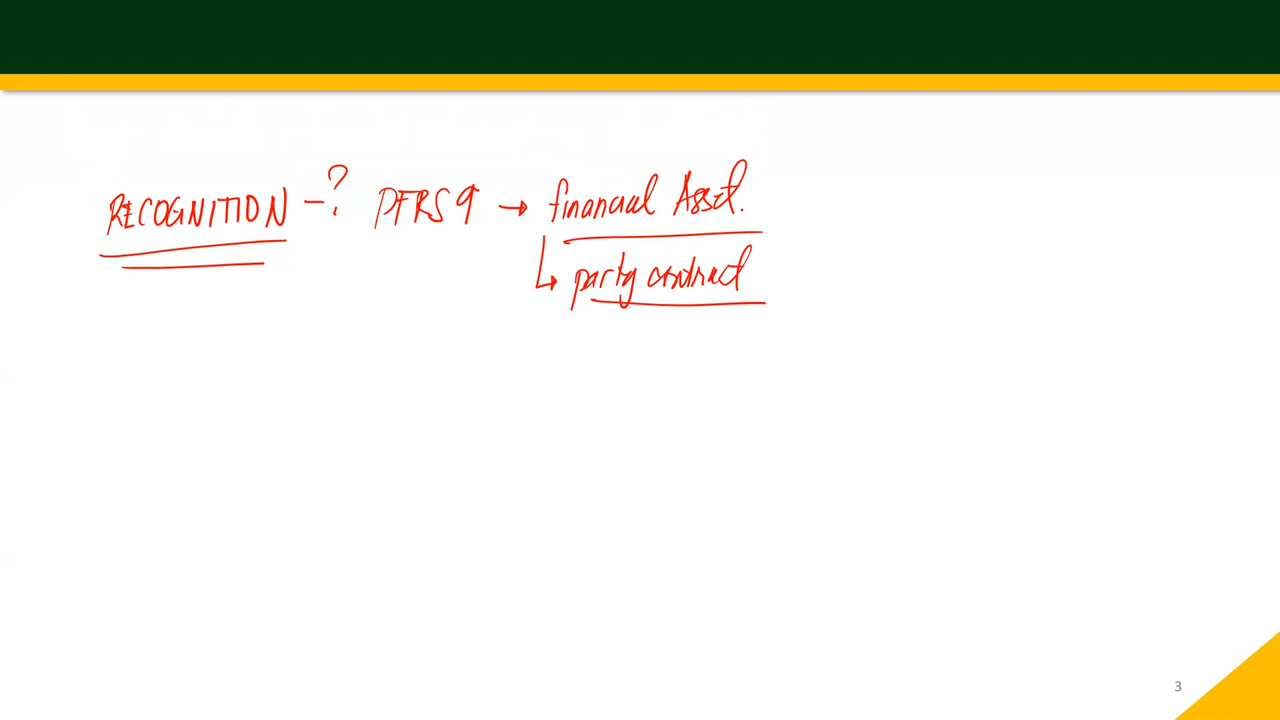 RECOGNITION - ? PFRS 9 → financial Asset.
↳ party contract
3